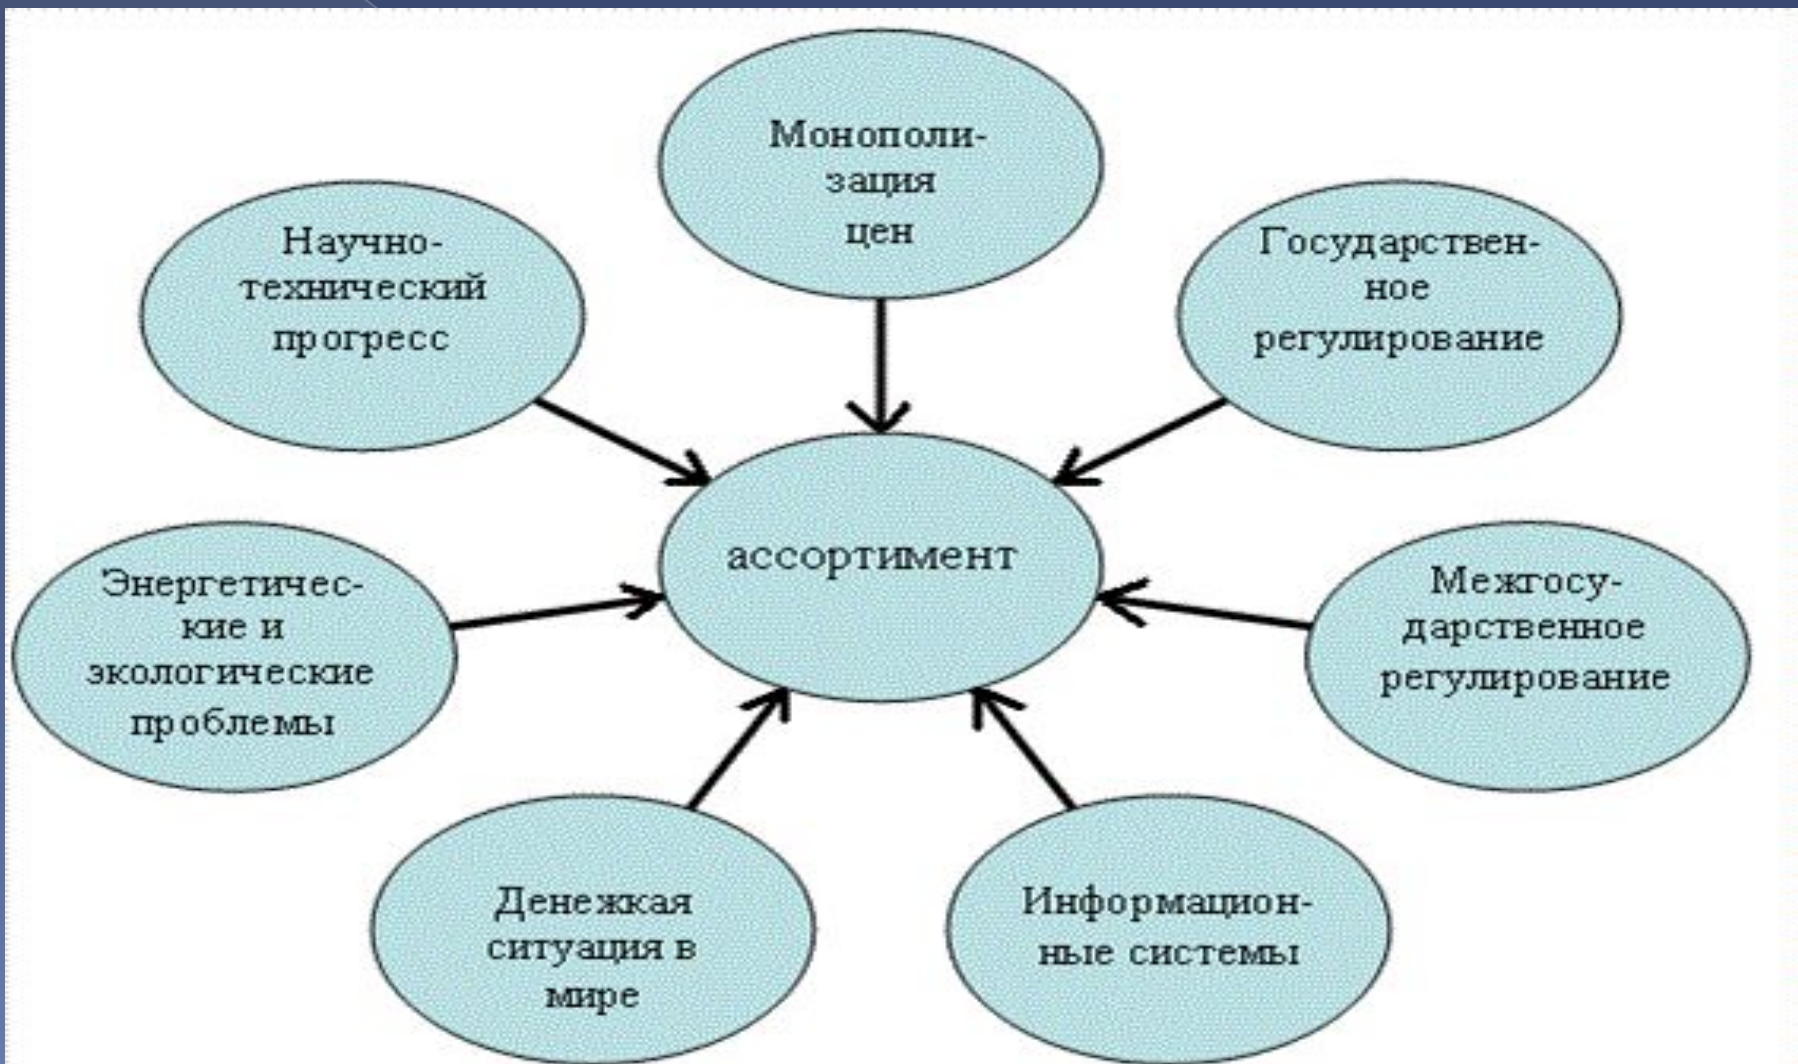 Монополи-
зация
цен
Научно-
технический
прогресс
Государствен-
ное
регулирование
ассортимент
Энергетичес-
кие и
экологические
проблемы
Межгосу-
дарственное
регулирование
Денежкая
ситуация в
мире
Информацион-
ные системы